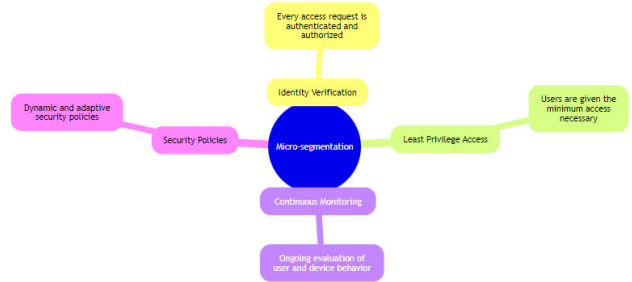 Every access request is
authenticated and
authorized
Identity Verification
Dynamic and adaptive
security policies
Security Policies
Micro-segmentation
Least Privilege Access
Users are given the
minimum access
necessary
Continuous Monitoring
Ongoing evaluation of
user and device behavior